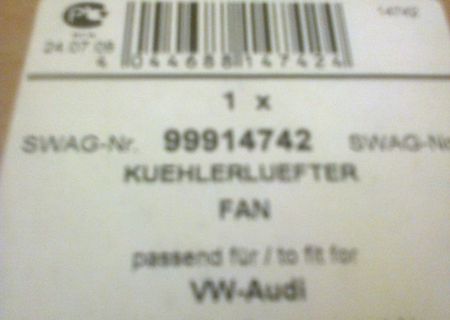 14742
24.07.08
4 044688 147424
1 x
SWAG-Nr. 99914742 SWAG-Nr
KUEHLERLUEFTER
FAN
passend für / to fit for
VW-Audi